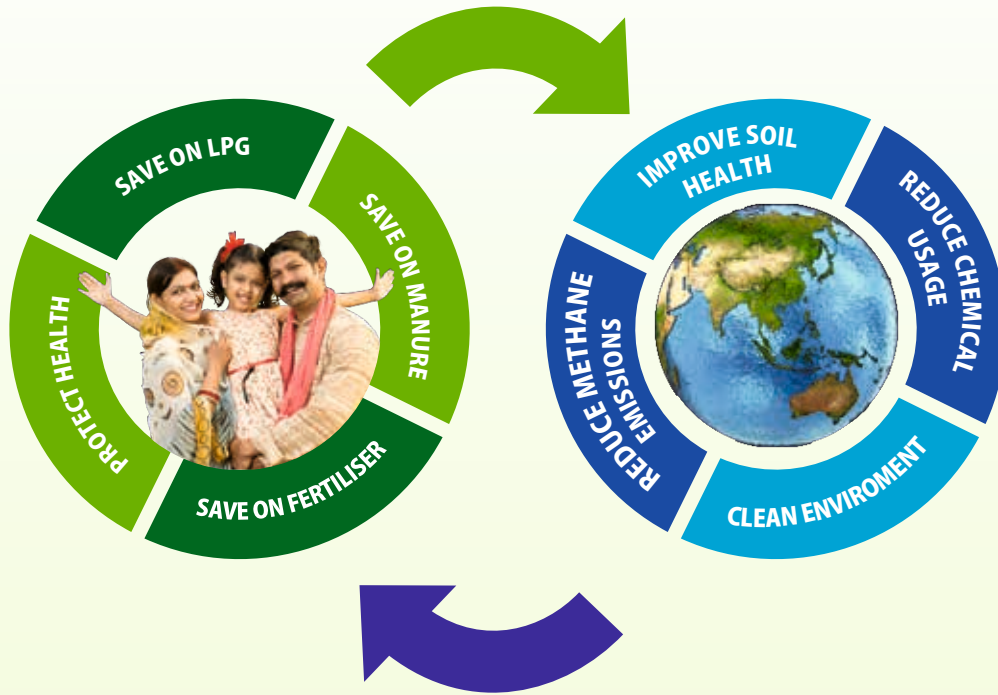 SAVE ON LPG
SAVE ON MANURE
SAVE ON FERTILISER
PROTECT HEALTH
IMPROVE SOIL
HEALTH
REDUCE CHEMICAL
USAGE
CLEAN ENVIROMENT
REDUCE METHANE
EMISSIONS